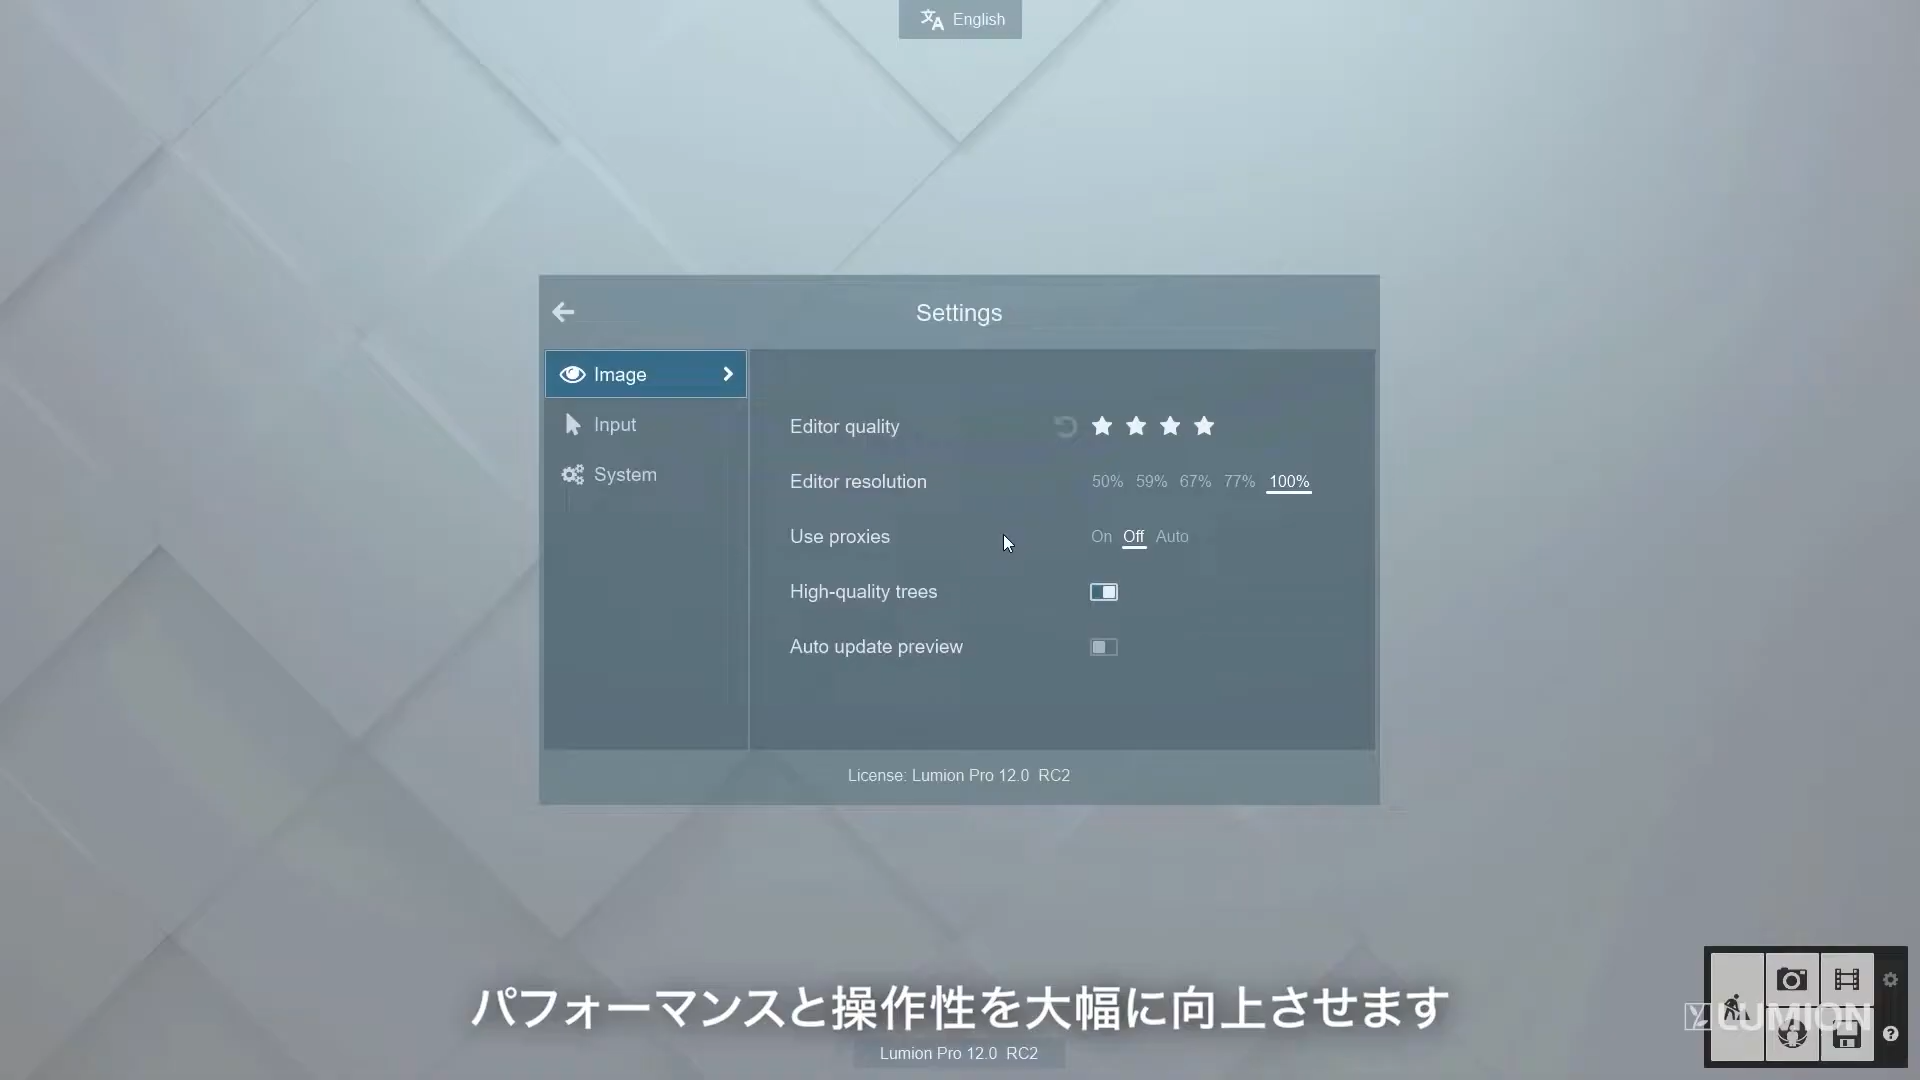 English
Settings
Image
Input
System
Editor quality
Editor resolution
50% 59% 67% 77% 100%
Use proxies
On Off Auto
High-quality trees
Auto update preview
License: Lumion Pro 12.0 RC2
パフォーマンスと操作性を大幅に向上させます
LUMION
Lumion Pro 12.0 RC2